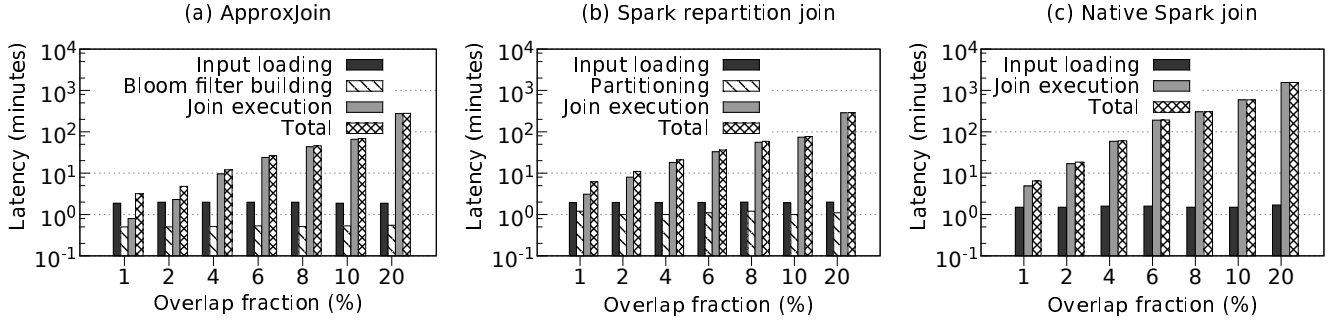 (a) ApproxJoin
Latency (minutes)
10^4
10^3
10^2
10^1
10^0
10^-1
Input loading
Bloom filter building
Join execution
Total
1 2 4 6 8 10 20
Overlap fraction (%)
(b) Spark repartition join
Latency (minutes)
10^4
10^3
10^2
10^1
10^0
10^-1
Input loading
Partitioning
Join execution
Total
1 2 4 6 8 10 20
Overlap fraction (%)
(c) Native Spark join
Latency (minutes)
10^4
10^3
10^2
10^1
10^0
10^-1
Input loading
Join execution
Total
1 2 4 6 8 10 20
Overlap fraction (%)